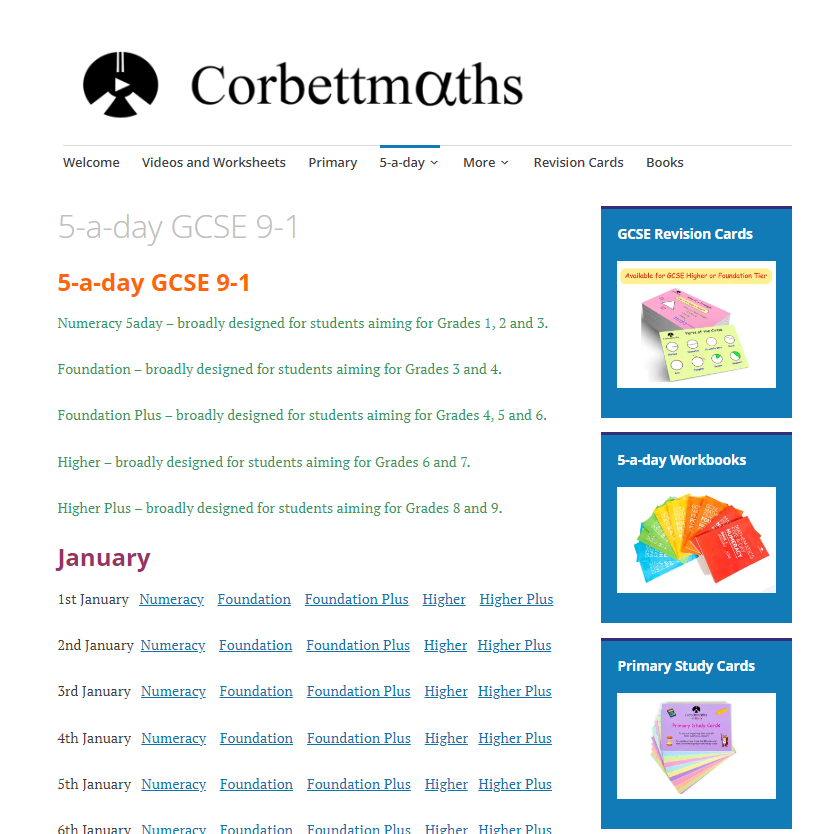 Corbettmαths
Welcome Videos and Worksheets Primary 5-a-day More Revision Cards Books
5-a-day GCSE 9-1
5-a-day GCSE 9-1
Numeracy 5aday – broadly designed for students aiming for Grades 1, 2 and 3.
Foundation – broadly designed for students aiming for Grades 3 and 4.
Foundation Plus – broadly designed for students aiming for Grades 4, 5 and 6.
Higher – broadly designed for students aiming for Grades 6 and 7.
Higher Plus – broadly designed for students aiming for Grades 8 and 9.
January
1st January Numeracy Foundation Foundation Plus Higher Higher Plus
2nd January Numeracy Foundation Foundation Plus Higher Higher Plus
3rd January Numeracy Foundation Foundation Plus Higher Higher Plus
4th January Numeracy Foundation Foundation Plus Higher Higher Plus
5th January Numeracy Foundation Foundation Plus Higher Higher Plus
6th January Numeracy Foundation Foundation Plus Higher Higher Plus
GCSE Revision Cards
Available for GCSE Higher or Foundation Tier
Parts of the Circle
5-a-day Workbooks
NUMERACY
Primary Study Cards
Primary Study Cards